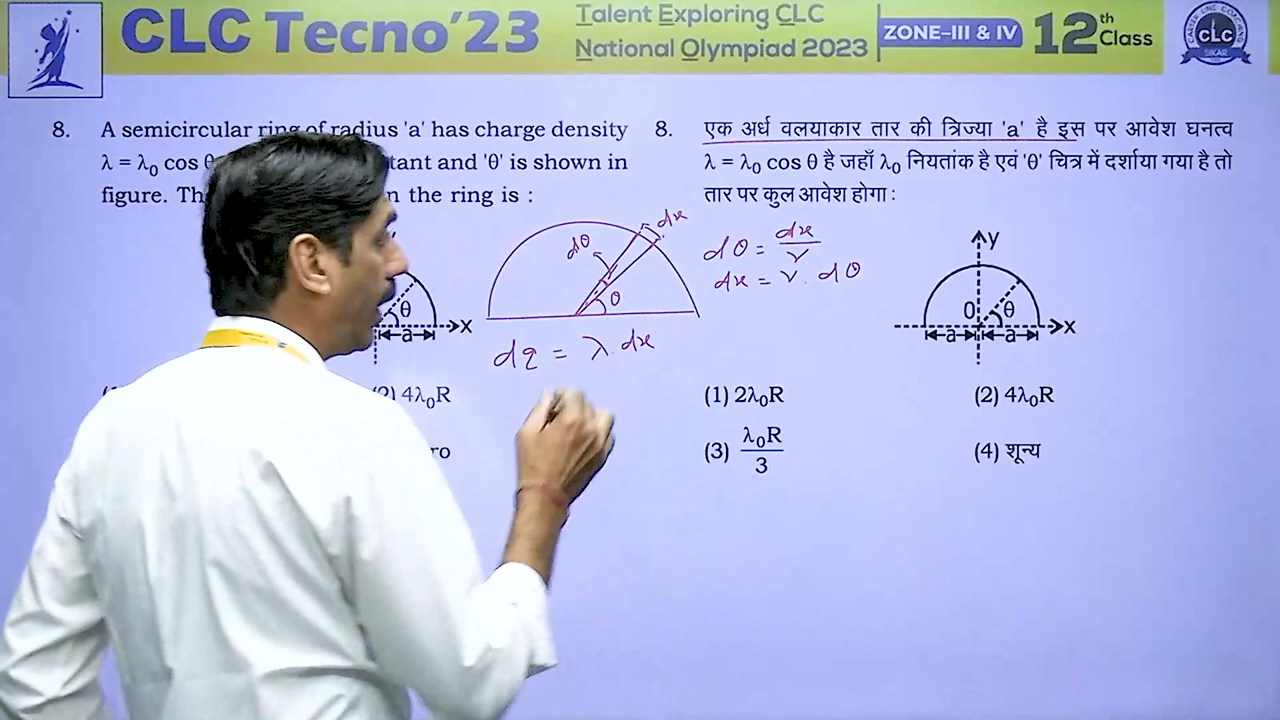 CLC Tecno'23
Talent Exploring CLC
National Olympiad 2023
ZONE–III & IV
12th Class
CLC
SIKAR
8. A semicircular ring of radius 'a' has charge density
λ = λ0 cos θ tant and 'θ' is shown in
figure. n the ring is :
θ
x
a
(2) 4λ0R
ro
dθ
dx
θ
dq = λ. dx
8. एक अर्ध वलयाकार तार की त्रिज्या 'a' है इस पर आवेश घनत्व
λ = λ0 cos θ है जहाँ λ0 नियतांक है एवं 'θ' चित्र में दर्शाया गया है तो
तार पर कुल आवेश होगा :
dθ = dx/r
dx = r. dθ
y
O
θ
x
a a
(1) 2λ0R (2) 4λ0R
(3) λ0R/3 (4) शून्य